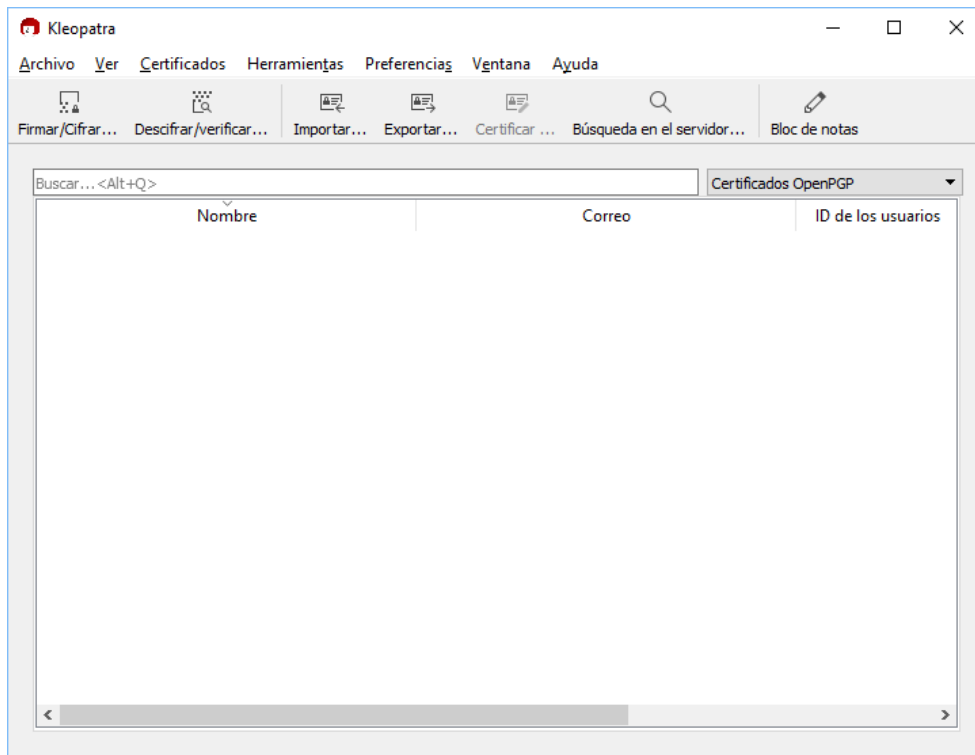 Kleopatra
Archivo Ver Certificados Herramientas Preferencias Ventana Ayuda
Firmar/Cifrar... Descifrar/verificar... Importar... Exportar... Certificar ... Búsqueda en el servidor... Bloc de notas
Buscar...<Alt+Q> Certificados OpenPGP
Nombre Correo ID de los usuarios